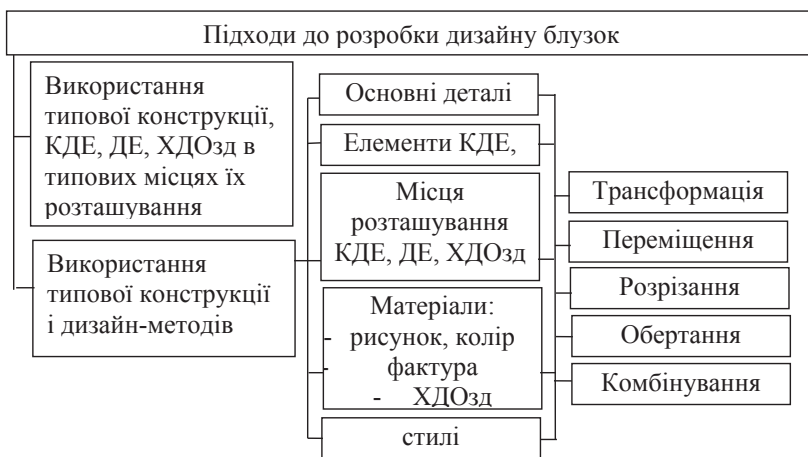 Підходи до розробки дизайну блузок
Використання
типової конструкції,
КДЕ, ДЕ, ХДОзд в
типових місцях їх
розташування
Використання
типової конструкції
і дизайн-методів
Основні деталі
Елементи КДЕ,
Місця
розташування
КДЕ, ДЕ, ХДОзд
Матеріали:
- рисунок, колір
- фактура
- ХДОзд
стилі
Трансформація
Переміщення
Розрізання
Обертання
Комбінування